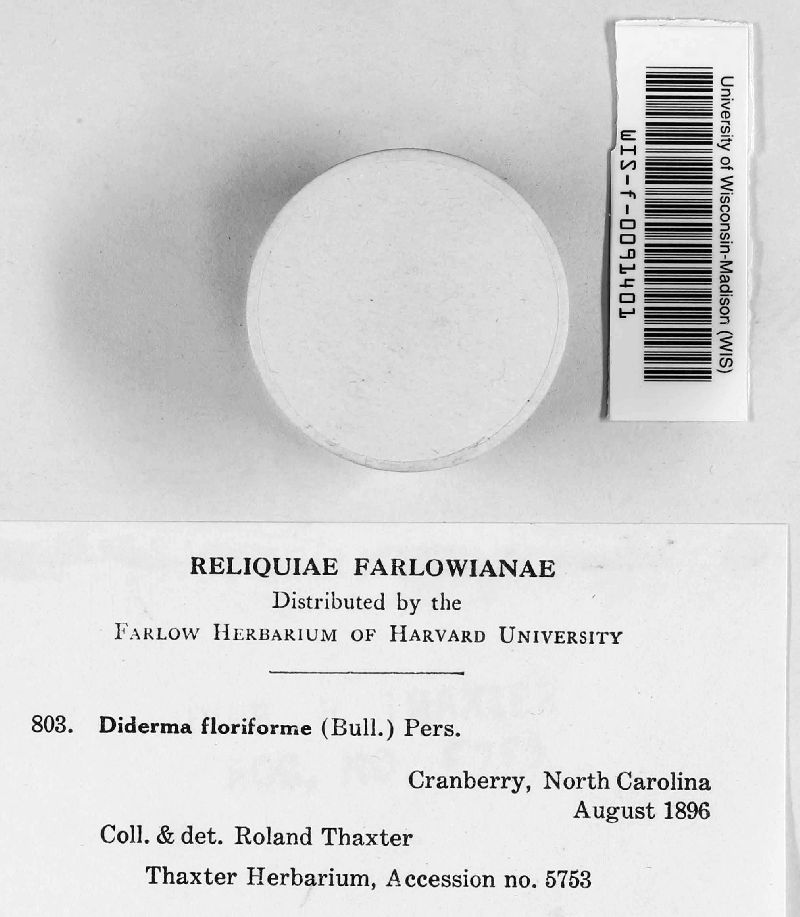 University of Wisconsin-Madison (WIS)
WIS-f-0091401
RELIQUIAE FARLOWIANAE
Distributed by the
FARLOW HERBARIUM OF HARVARD UNIVERSITY
803. Diderma floriforme (Bull.) Pers.
Cranberry, North Carolina
August 1896
Coll. & det. Roland Thaxter
Thaxter Herbarium, Accession no. 5753